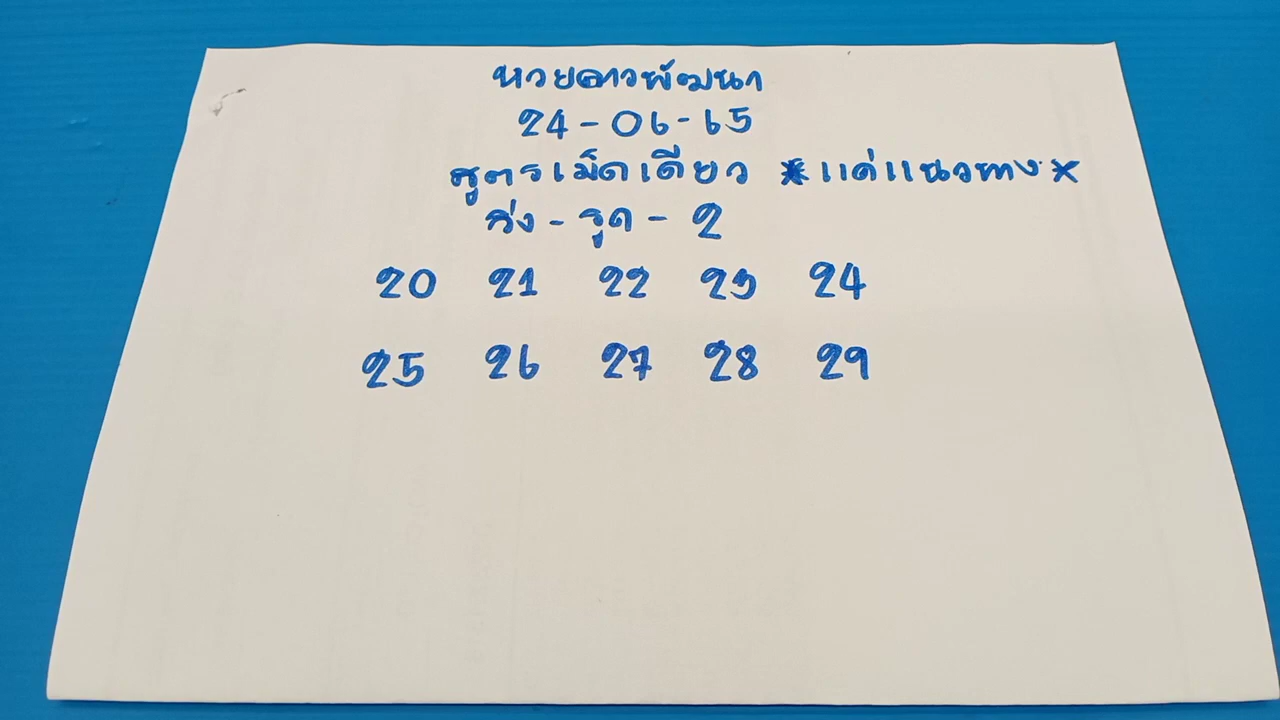 หวยลาวพัฒนา
24-06-65
สูตรเม็ดเดียว *แค่แนวทาง*
วิ่ง - รูด - 2
20 21 22 23 24
25 26 27 28 29